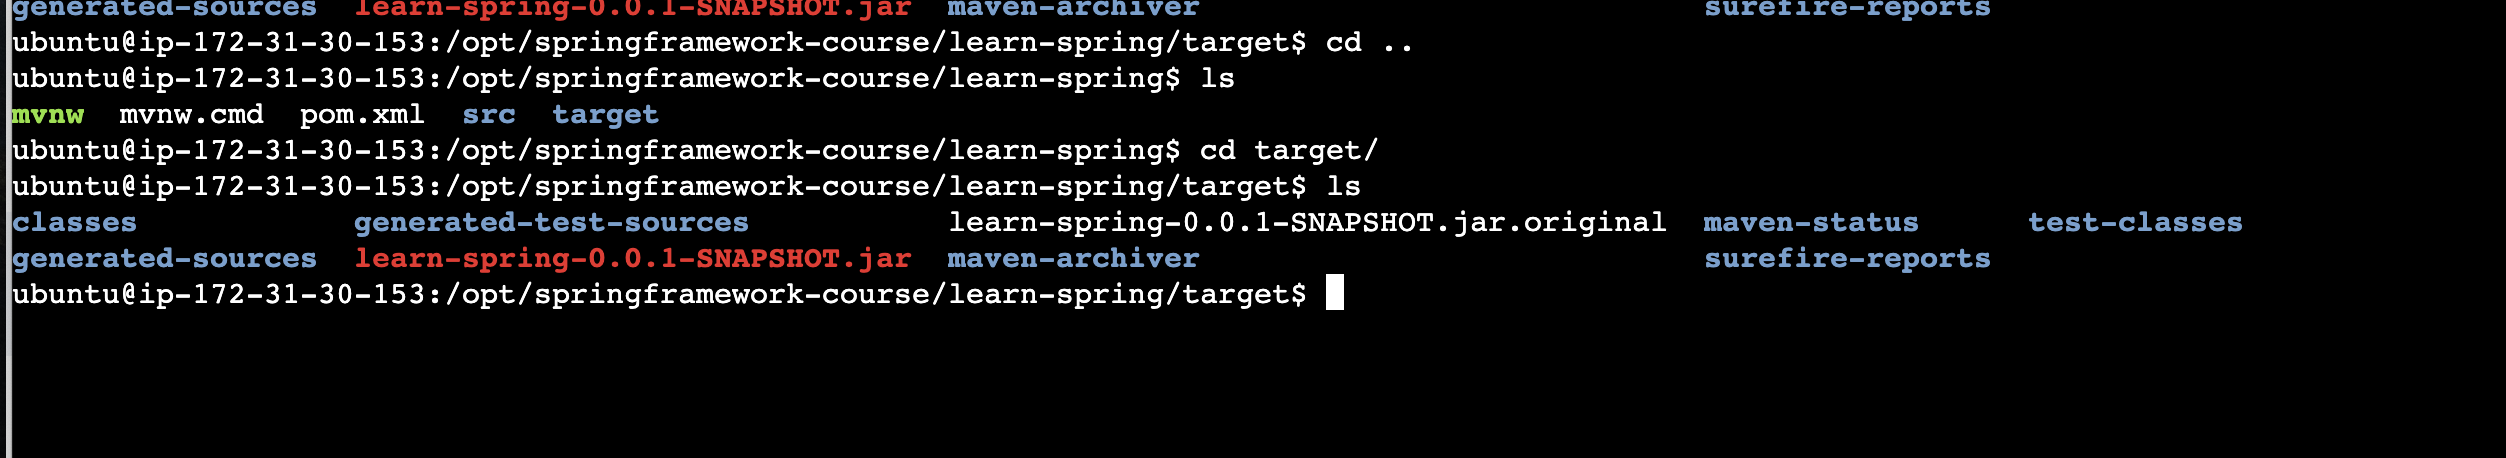 generated-sources learn-spring-0.0.1-SNAPSHOT.jar maven-archiver surefire-reports
ubuntu@ip-172-31-30-153:/opt/springframework-course/learn-spring/target$ cd ..
ubuntu@ip-172-31-30-153:/opt/springframework-course/learn-spring$ ls
mvnw mvnw.cmd pom.xml src target
ubuntu@ip-172-31-30-153:/opt/springframework-course/learn-spring$ cd target/
ubuntu@ip-172-31-30-153:/opt/springframework-course/learn-spring/target$ ls
classes generated-test-sources learn-spring-0.0.1-SNAPSHOT.jar.original maven-status test-classes
generated-sources learn-spring-0.0.1-SNAPSHOT.jar maven-archiver surefire-reports
ubuntu@ip-172-31-30-153:/opt/springframework-course/learn-spring/target$